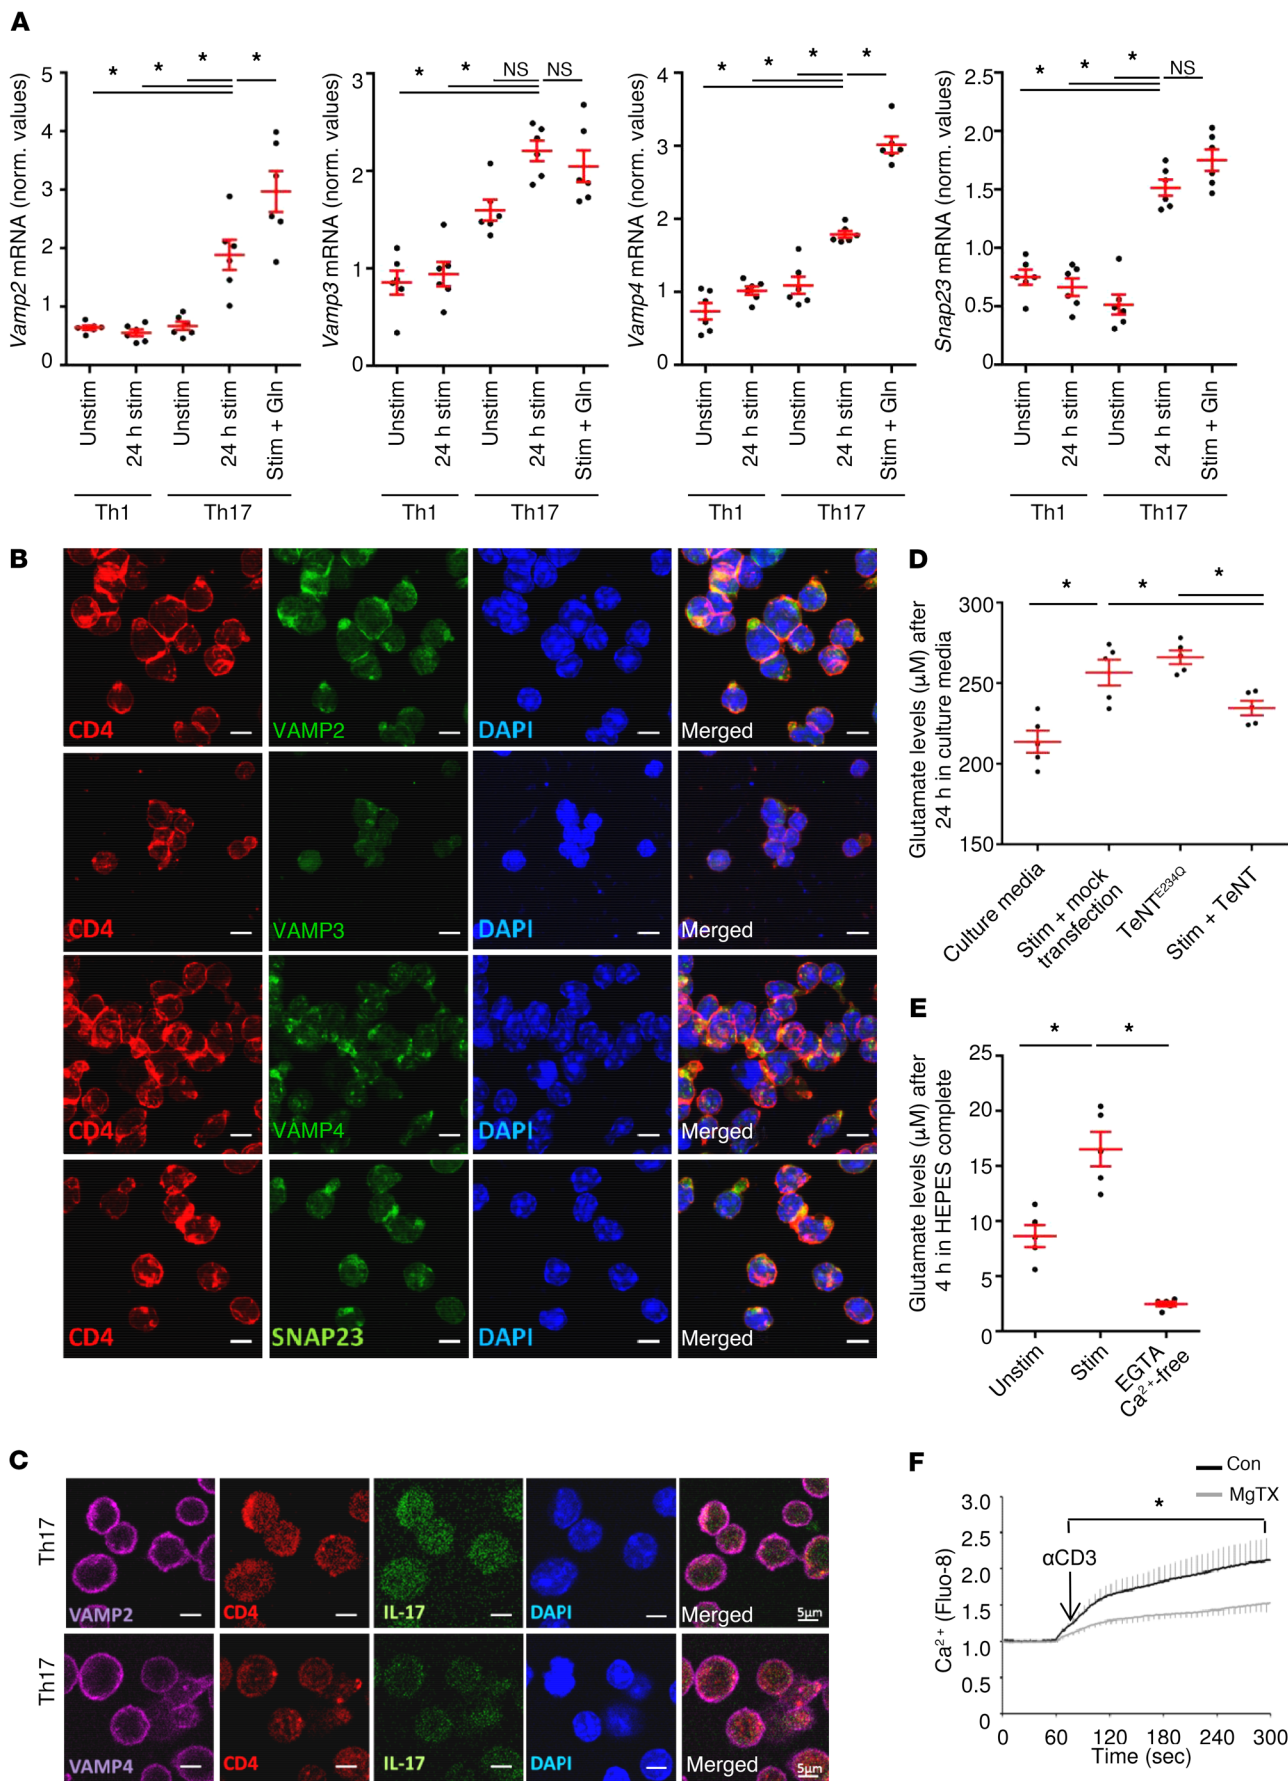 A
Vamp2 mRNA (norm. values)
* * * *
5
4
3
2
1
0
Unstim
24 h stim
Unstim
24 h stim
Stim + Gln
Th1
Th17
Vamp3 mRNA (norm. values)
* * NS NS
3
2
1
0
Unstim
24 h stim
Unstim
24 h stim
Stim + Gln
Th1
Th17
Vamp4 mRNA (norm. values)
* * * *
4
3
2
1
0
Unstim
24 h stim
Unstim
24 h stim
Stim + Gln
Th1
Th17
Snap23 mRNA (norm. values)
* * * NS
2.5
2.0
1.5
1.0
0.5
0
Unstim
24 h stim
Unstim
24 h stim
Stim + Gln
Th1
Th17
B
CD4 VAMP2 DAPI Merged
CD4 VAMP3 DAPI Merged
CD4 VAMP4 DAPI Merged
CD4 SNAP23 DAPI Merged
C
Th17
VAMP2 CD4 IL-17 DAPI Merged 5μm
Th17
VAMP4 CD4 IL-17 DAPI Merged 5μm
D
Glutamate levels (μM) after
24 h in culture media
* * *
300
250
200
150
Culture media
Stim + mock
transfection
TeNTE234Q
Stim + TeNT
E
Glutamate levels (μM) after
4 h in HEPES complete
* *
25
20
15
10
5
0
Unstim
Stim
EGTA
Ca2+-free
F
Con
MgTX
Ca2+ (Fluo-8)
3.0
2.5
2.0
1.5
1.0
0.5
0
*
αCD3
0 60 120 180 240 300
Time (sec)